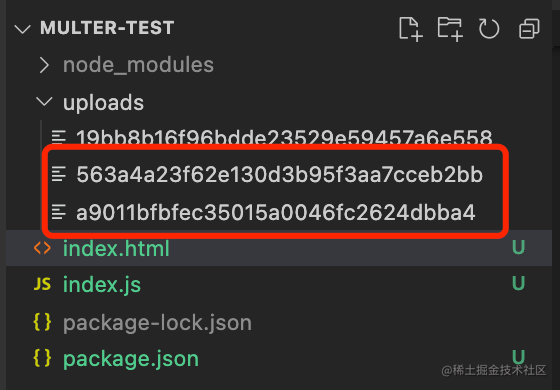 MULTER-TEST
node_modules
uploads
19bb8b16f96bdde23529e59457a6e558
563a4a23f62e130d3b95f3aa7cceb2bb
a9011bfbfec35015a0046fc2624dbba4
<> index.html U
JS index.js U
{} package-lock.json
{} package.json U
@稀土掘金技术社区